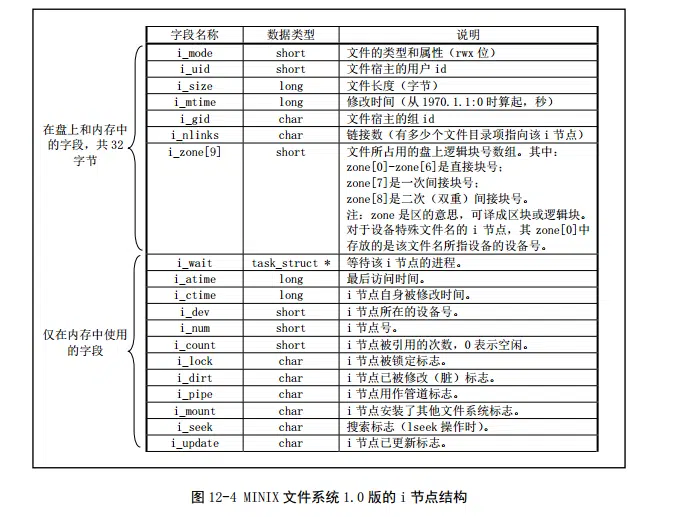 字段名称 数据类型 说明
i_mode short 文件的类型和属性（rwx 位）
i_uid short 文件宿主的用户 id
i_size long 文件长度（字节）
i_mtime long 修改时间（从 1970.1.1:0 时算起，秒）
i_gid char 文件宿主的组 id
i_nlinks char 链接数（有多少个文件目录项指向该 i 节点）
i_zone[9] short 文件所占用的盘上逻辑块号数组。其中：
zone[0]-zone[6]是直接块号；
zone[7]是一次间接块号；
zone[8]是二次（双重）间接块号。
注：zone 是区的意思，可译成区块或逻辑块。
对于设备特殊文件名的 i 节点，其 zone[0]中
存放的是该文件名所指设备的设备号。
在盘上和内存中
的字段，共 32
字节
i_wait task_struct * 等待该 i 节点的进程。
i_atime long 最后访问时间。
i_ctime long i 节点自身被修改时间。
i_dev short i 节点所在的设备号。
i_num short i 节点号。
i_count short i 节点被引用的次数，0 表示空闲。
i_lock char i 节点被锁定标志。
i_dirt char i 节点已被修改（脏）标志。
i_pipe char i 节点用作管道标志。
i_mount char i 节点安装了其他文件系统标志。
i_seek char 搜索标志（lseek 操作时）。
i_update char i 节点已更新标志。
仅在内存中使用
的字段
图 12-4 MINIX 文件系统 1.0 版的 i 节点结构